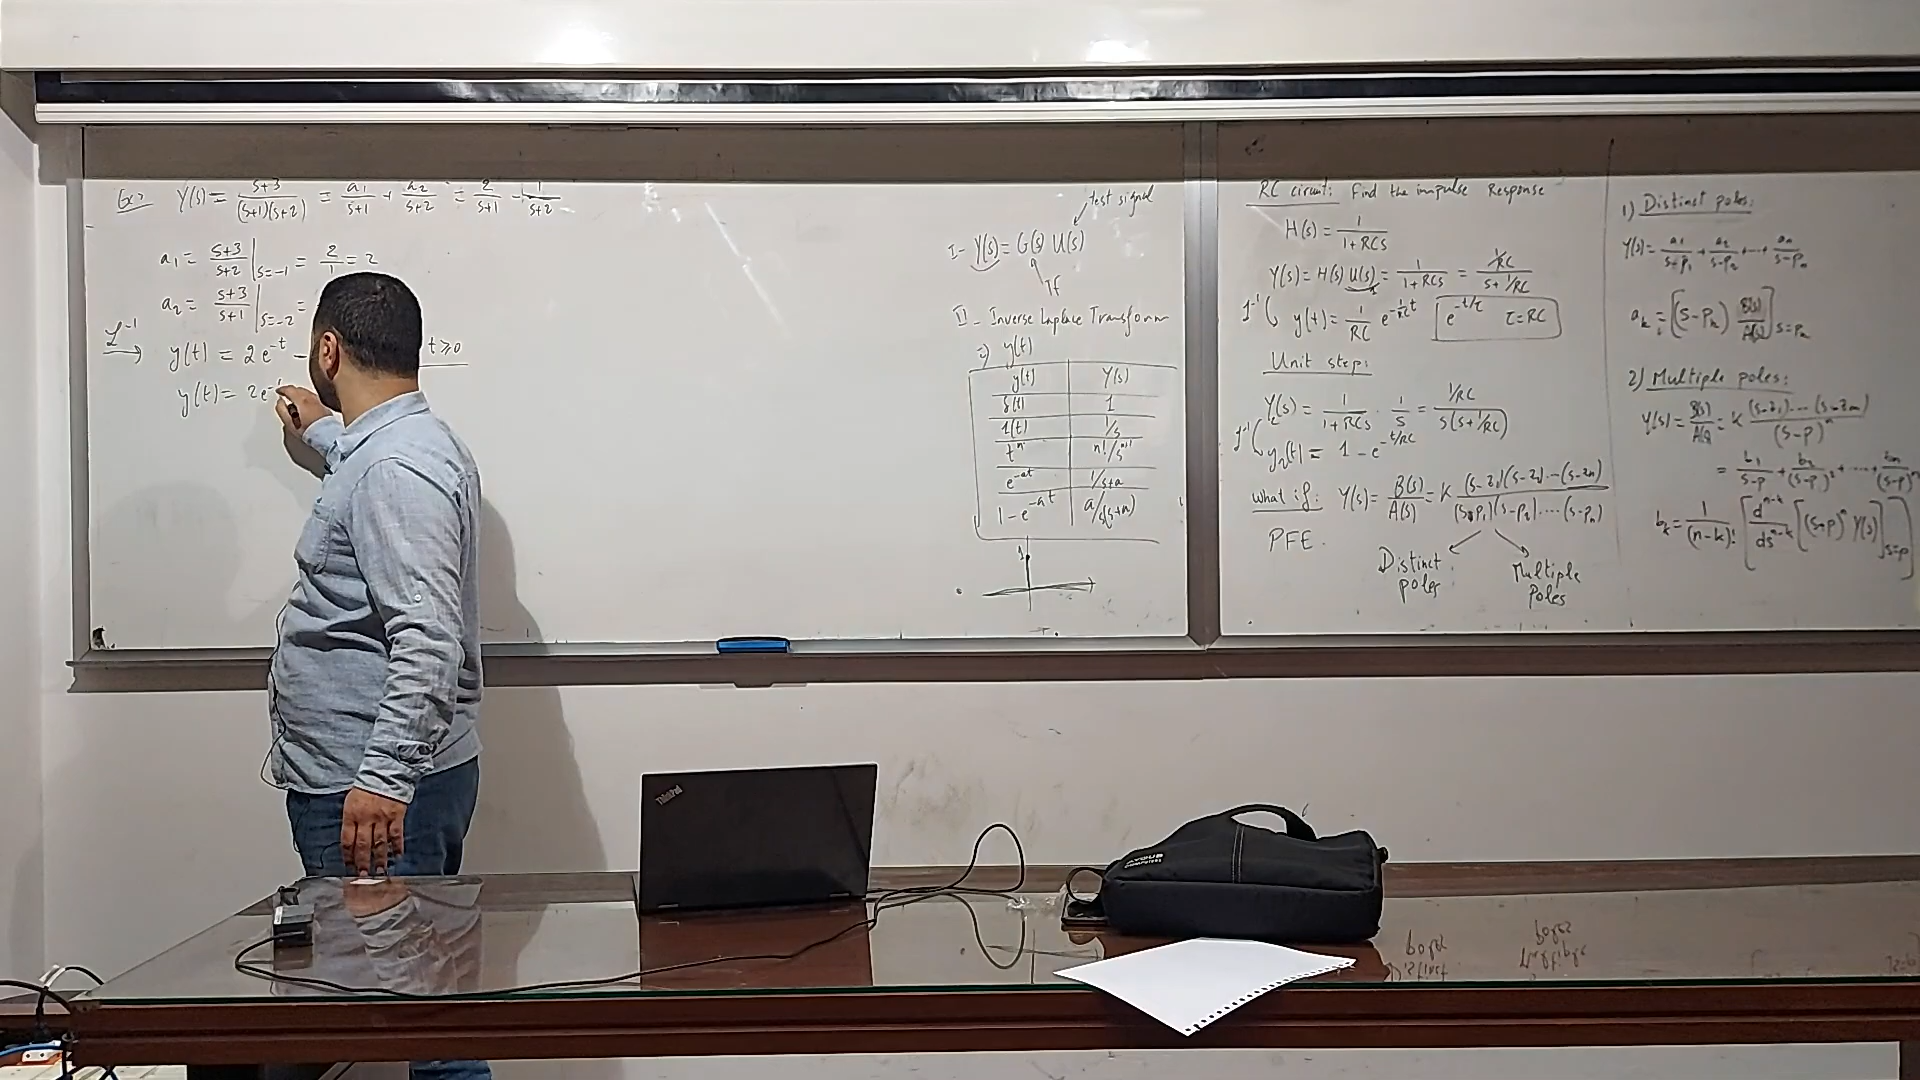 Ex: Y(s) = s+3/(s+1)(s+2) = a1/s+1 + a2/s+2 = 2/s+1 - 1/s+2
a1 = s+3/s+2 |s=-1 = 2/1 = 2
a2 = s+3/s+1 |s=-2 =
ℒ⁻¹ → y(t) = 2e^-t - t ≥ 0
y(t) = 2e^-
test signal
I- Y(s) = G(s) U(s)
TF
II- Inverse Laplace Transform
y(t)
y(t) Y(s)
δ(t) 1
1(t) 1/s
t^n n!/s^n+1
e^-at 1/s+a
1-e^-at a/s(s+a)
1
RC circuit: Find the impulse Response
H(s) = 1/1+RCs
Y(s) = H(s) U(s) = 1/1+RCs = 1/RC/s+1/RC
y(t) = 1/RC e^-1/RC t e^-t/τ τ=RC
Unit step:
Y(s) = 1/1+RCs . 1/s = 1/RC/s(s+1/RC)
y2(t) = 1 - e^-t/RC
what if: Y(s) = B(s)/A(s) = K (s-z1)(s-z2)...(s-zn)/(s-p1)(s-p2)....(s-pn)
PFE.
Distinct poles
Multiple Poles
1) Distinct poles:
Y(s) = a1/s+p1 + a2/s-p2 + ... + an/s-pn
ak = [(s-pk) B(s)/A(s)]s=pk
2) Multiple poles:
Y(s) = B(s)/A(s) = K (s-z1)...(s-zm)/(s-p)^n
= b1/s-p + b2/(s-p)^2 + ... + bn/(s-p)^n
bk = 1/(n-k)! [d^n-k/ds^n-k [(s-p)^n Y(s)]]s=p
ThinkPad